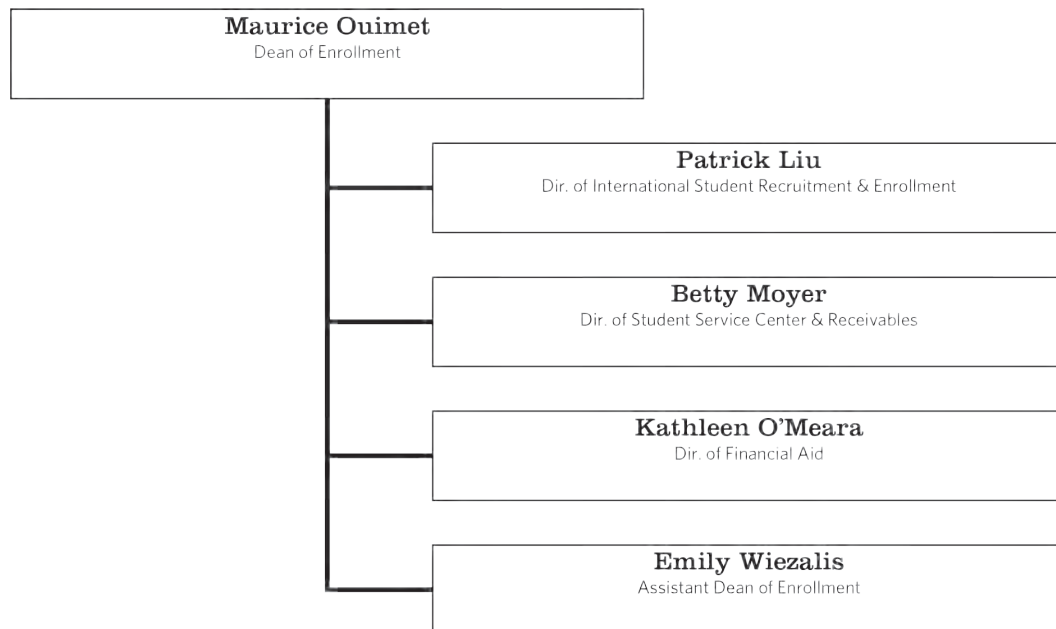 Maurice Ouimet
Dean of Enrollment
Patrick Liu
Dir. of International Student Recruitment & Enrollment
Betty Moyer
Dir. of Student Service Center & Receivables
Kathleen O’Meara
Dir. of Financial Aid
Emily Wiezalis
Assistant Dean of Enrollment